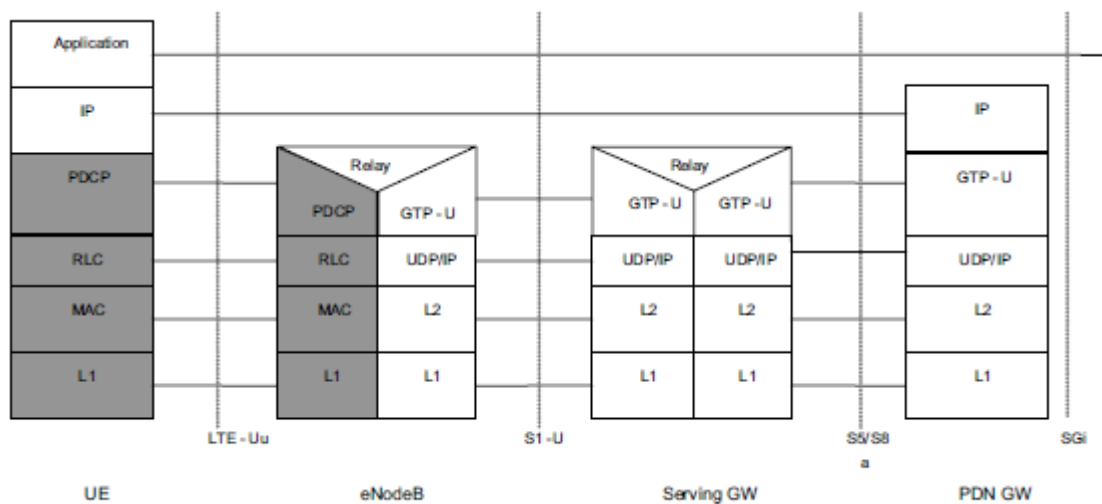 Application
IP
IP
Relay
Relay
PDCP
GTP - U
PDCP
GTP - U
GTP - U
GTP - U
RLC
RLC
UDP/IP
UDP/IP
UDP/IP
UDP/IP
MAC
MAC
L2
L2
L2
L2
L1
L1
L1
L1
L1
L1
LTE - Uu
S1 - U
S5/S8
a
SGi
UE
eNodeB
Serving GW
PDN GW